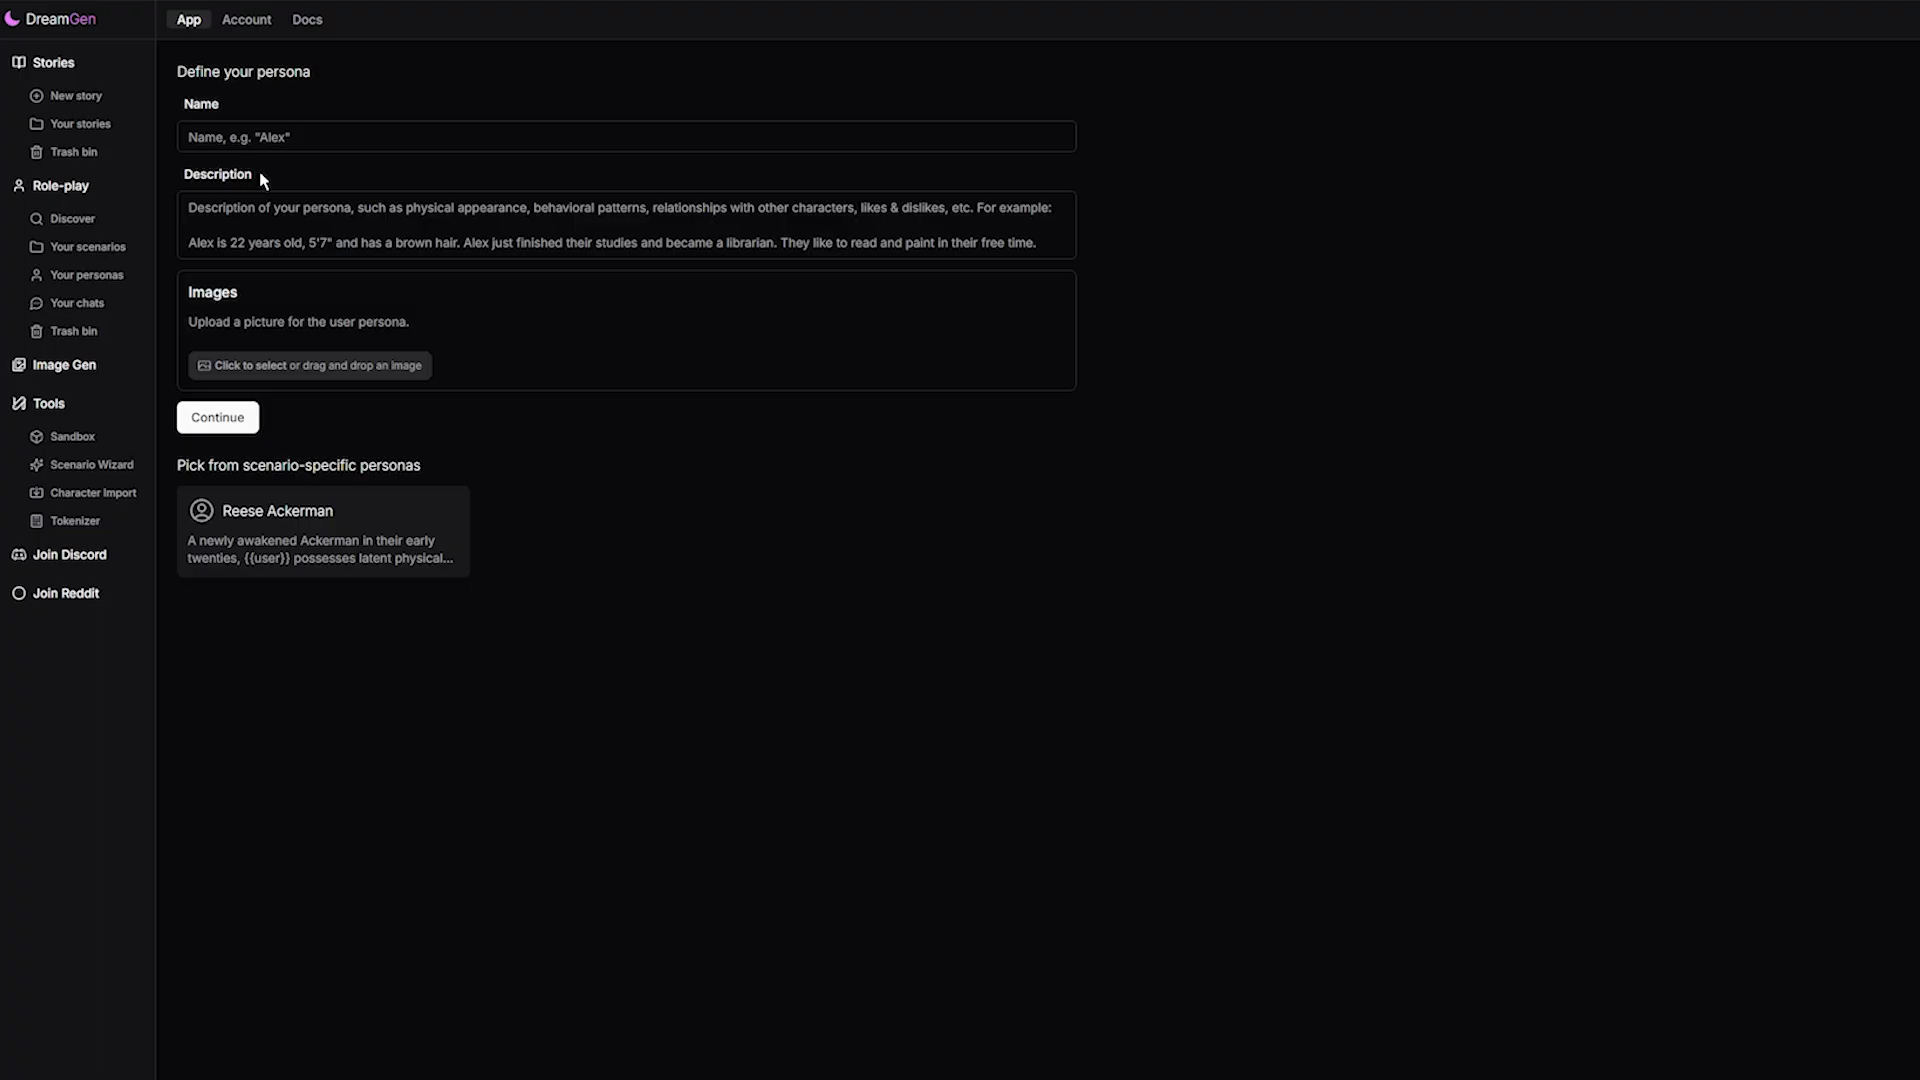 DreamGen
App
Account
Docs
Stories
New story
Your stories
Trash bin
Role-play
Discover
Your scenarios
Your personas
Your chats
Trash bin
Image Gen
Tools
Sandbox
Scenario Wizard
Character Import
Tokenizer
Join Discord
Join Reddit
Define your persona
Name
Name, e.g. "Alex"
Description
Description of your persona, such as physical appearance, behavioral patterns, relationships with other characters, likes & dislikes, etc. For example:
Alex is 22 years old, 5'7" and has a brown hair. Alex just finished their studies and became a librarian. They like to read and paint in their free time.
Images
Upload a picture for the user persona.
Click to select or drag and drop an image
Continue
Pick from scenario-specific personas
Reese Ackerman
A newly awakened Ackerman in their early
twenties, {{user}} possesses latent physical...